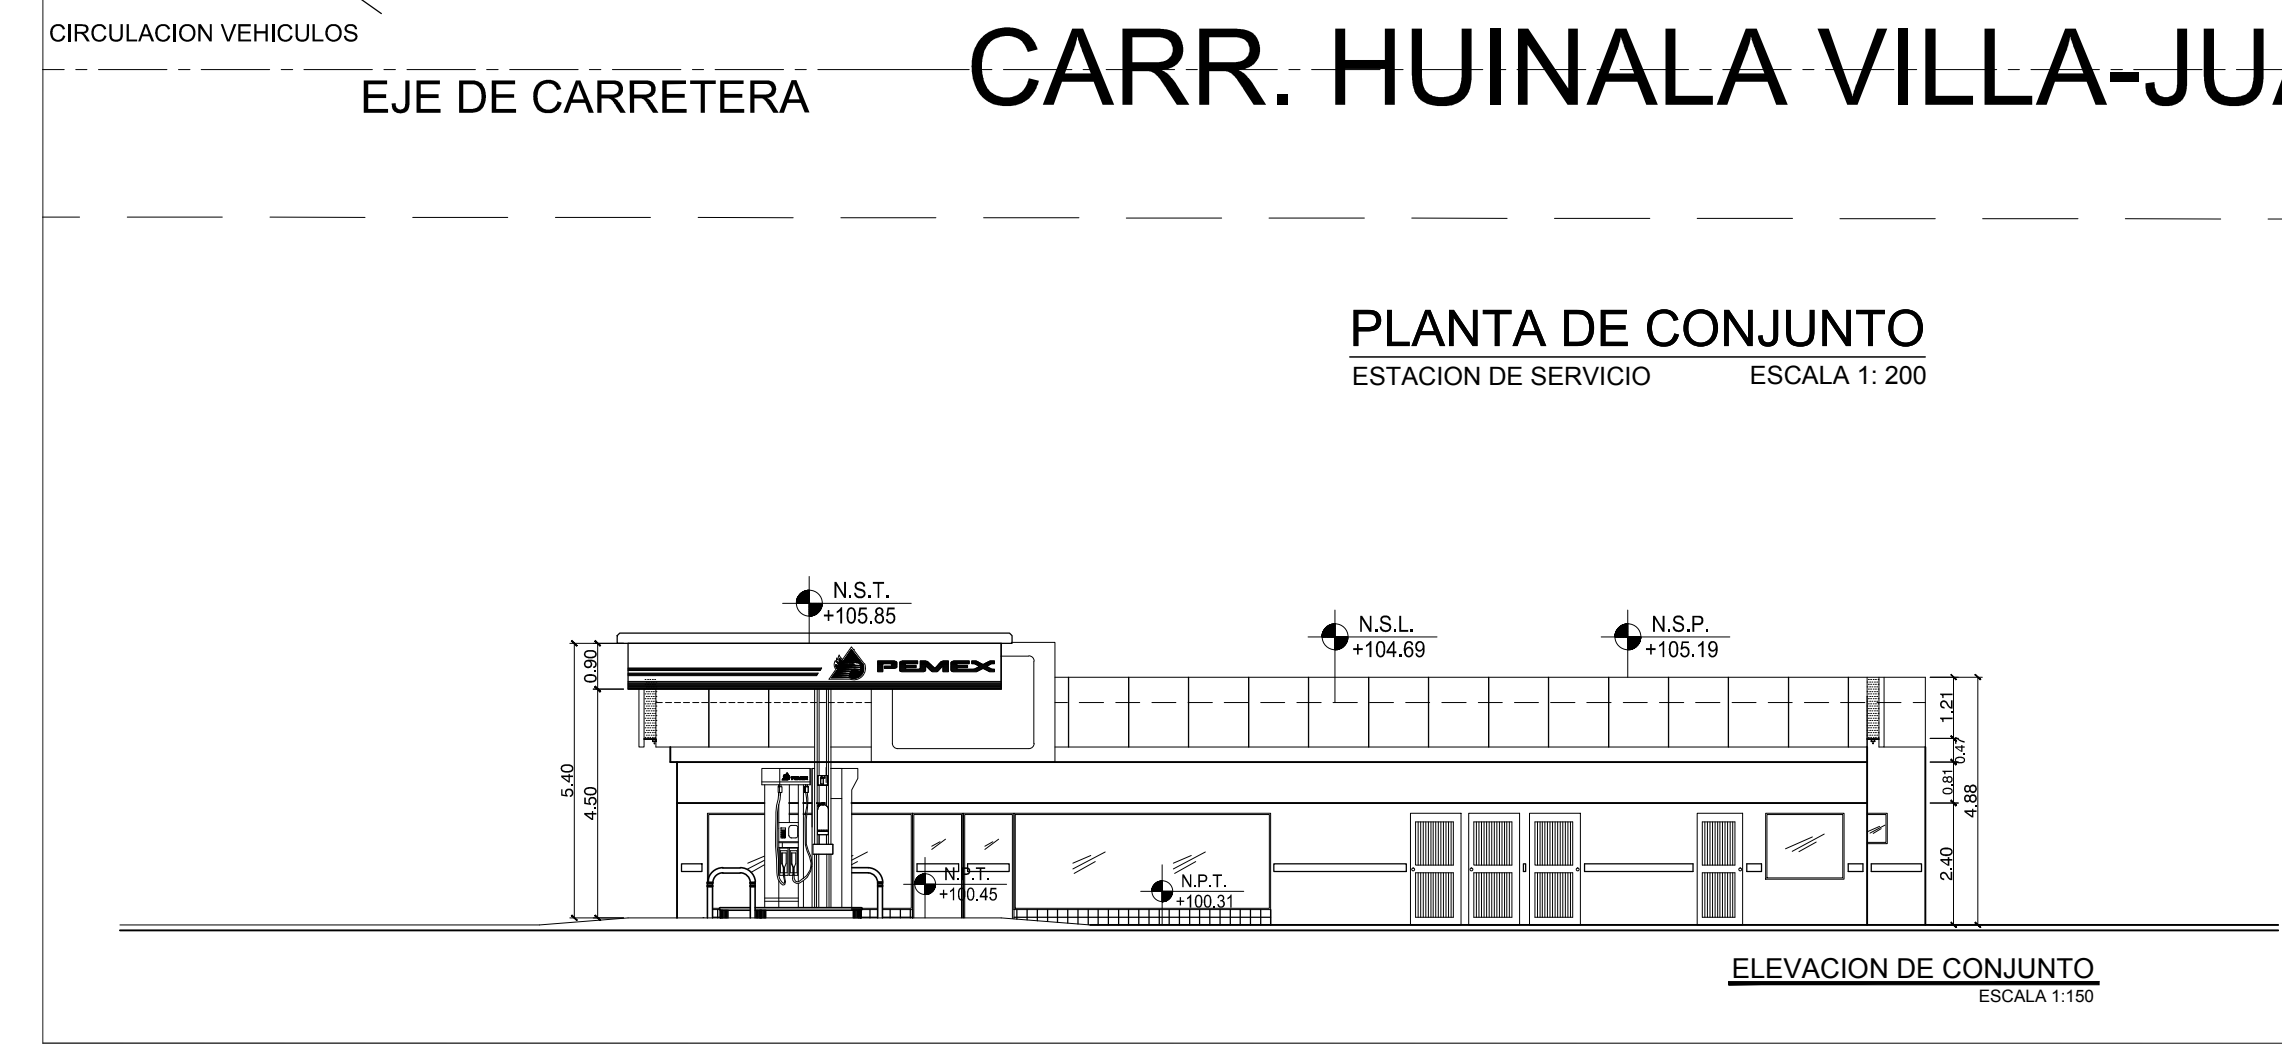 CIRCULACION VEHICULOS
EJE DE CARRETERA
CARR. HUINALA VILLA-JUA
PLANTA DE CONJUNTO
ESTACION DE SERVICIO ESCALA 1: 200
N.S.T.
+105.85
N.S.L.
+104.69
N.S.P.
+105.19
0.90
5.40
4.50
PEMEX
PEMEX
1.21
0.47
0.81
4.88
2.40
N.P.T.
+100.45
N.P.T.
+100.31
ELEVACION DE CONJUNTO
ESCALA 1:150